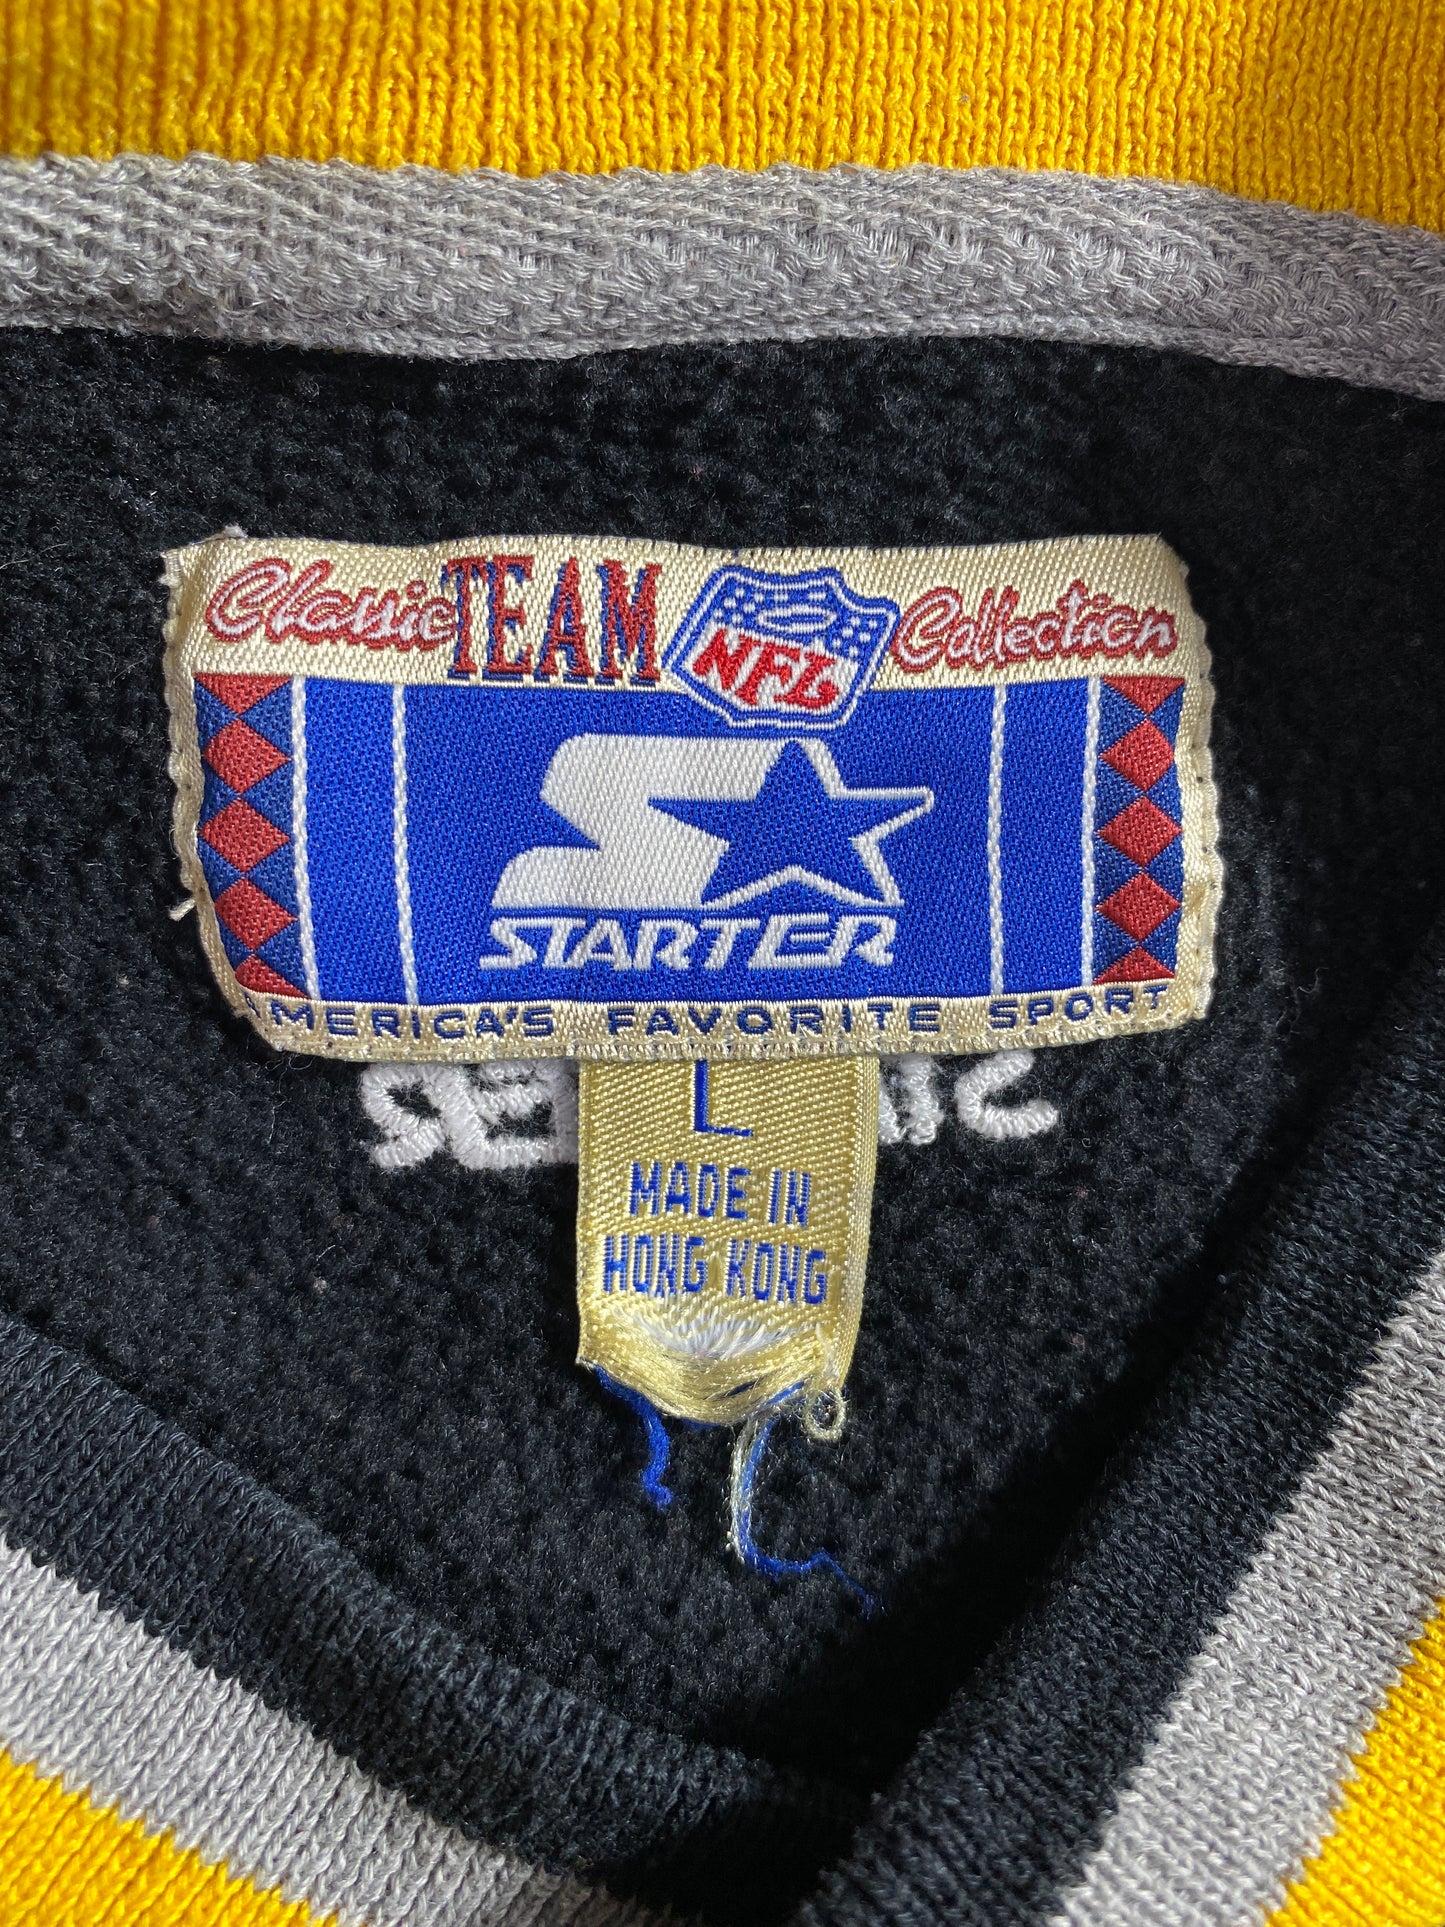 Classic TEAM NFL Collection
STARTER
AMERICA'S FAVORITE SPORT
L
MADE IN
HONG KONG